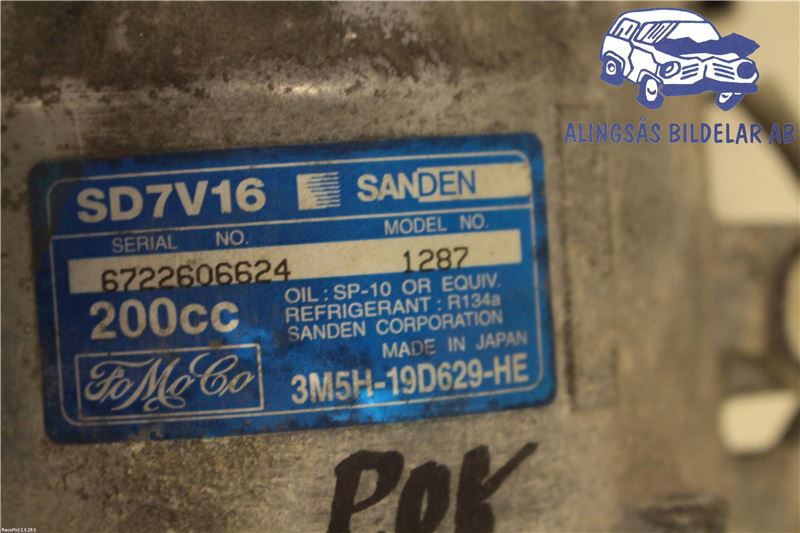 ALINGSÅS BILDELAR AB
SD7V16 SANDEN
SERIAL NO. MODEL NO.
6722606624 1287
200cc
OIL : SP-10 OR EQUIV.
REFRIGERANT : R134a
SANDEN CORPORATION
MADE IN JAPAN
FoMoCo
3M5H-19D629-HE